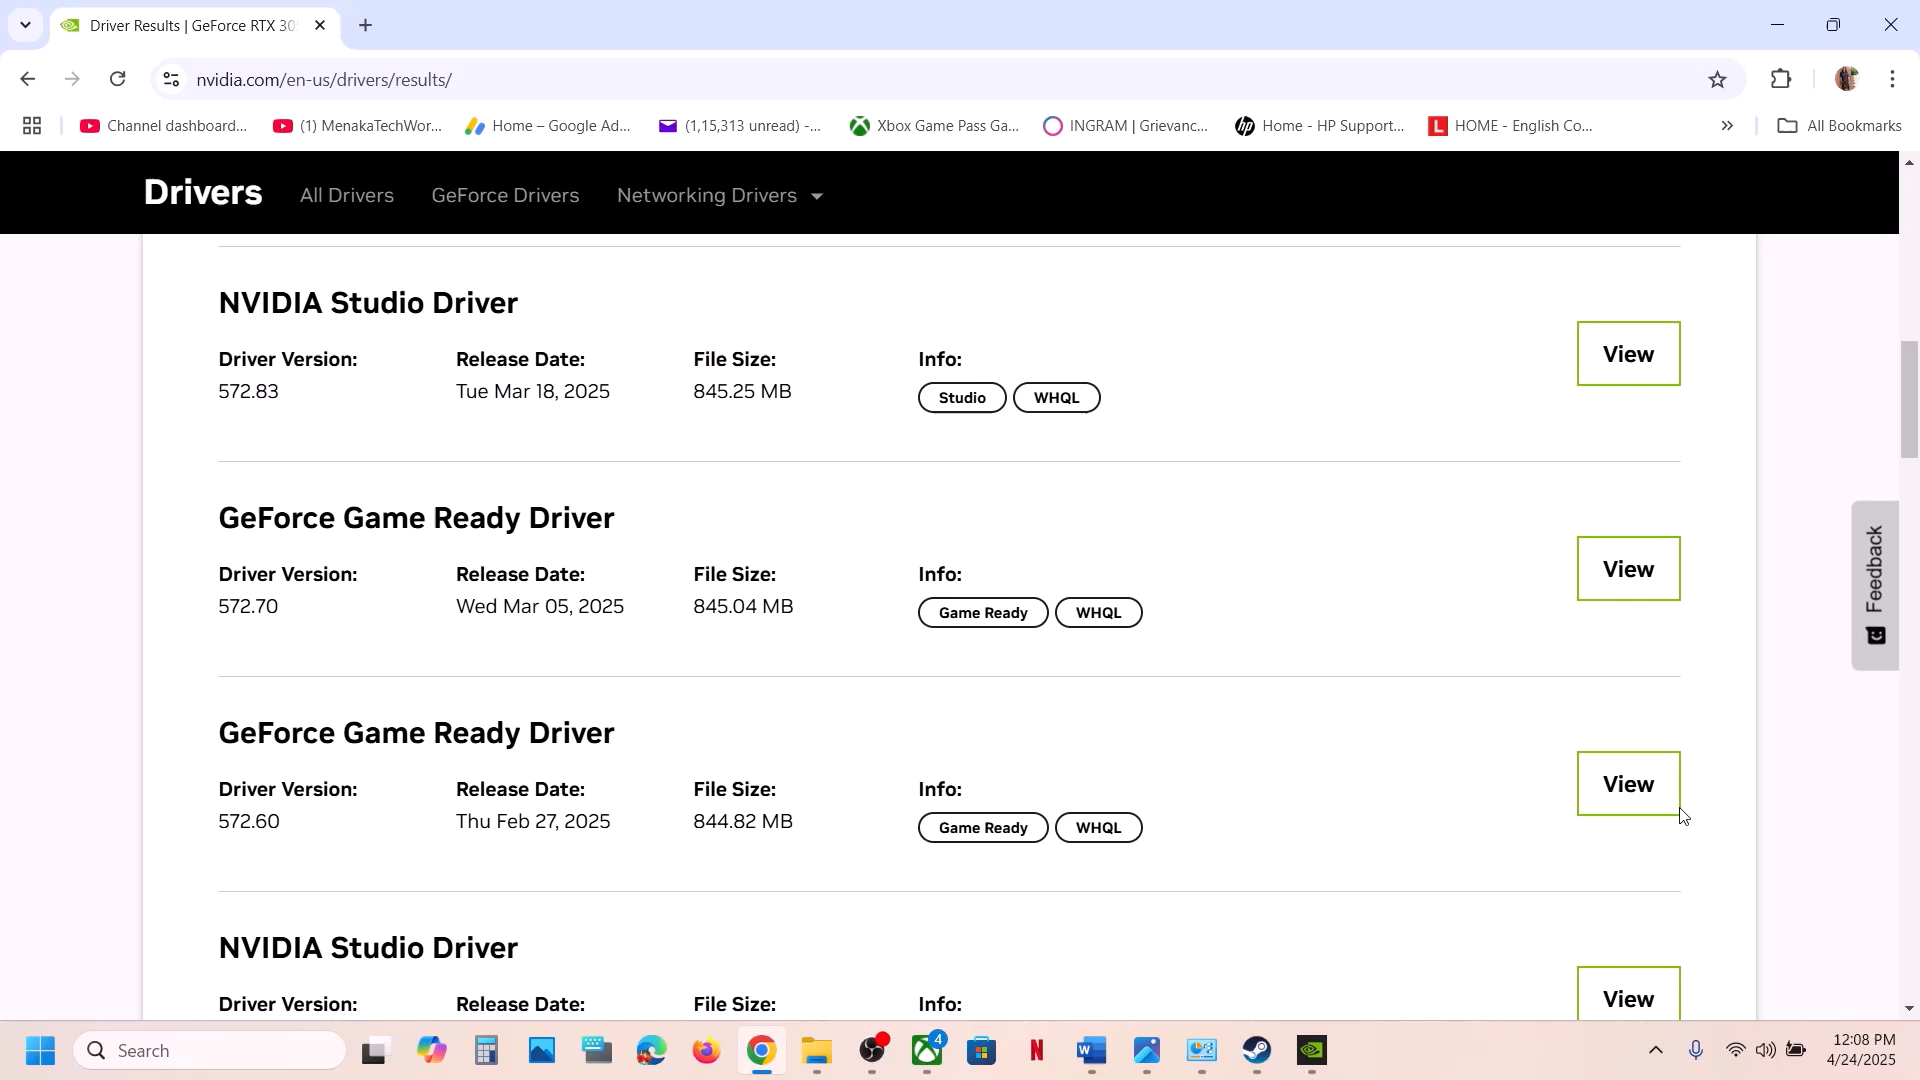 Driver Results | GeForce RTX 30
nvidia.com/en-us/drivers/results/
Channel dashboard...
(1) MenakaTechWor...
Home – Google Ad...
(1,15,313 unread) -...
Xbox Game Pass Ga...
INGRAM | Grievanc...
Home - HP Support...
HOME - English Co...
All Bookmarks
Drivers
All Drivers
GeForce Drivers
Networking Drivers
NVIDIA Studio Driver
Driver Version: Release Date: File Size: Info:
572.83 Tue Mar 18, 2025 845.25 MB Studio WHQL
View
GeForce Game Ready Driver
Driver Version: Release Date: File Size: Info:
572.70 Wed Mar 05, 2025 845.04 MB Game Ready WHQL
View
GeForce Game Ready Driver
Driver Version: Release Date: File Size: Info:
572.60 Thu Feb 27, 2025 844.82 MB Game Ready WHQL
View
NVIDIA Studio Driver
Driver Version: Release Date: File Size: Info:
View
Feedback
Search
4
12:08 PM
4/24/2025